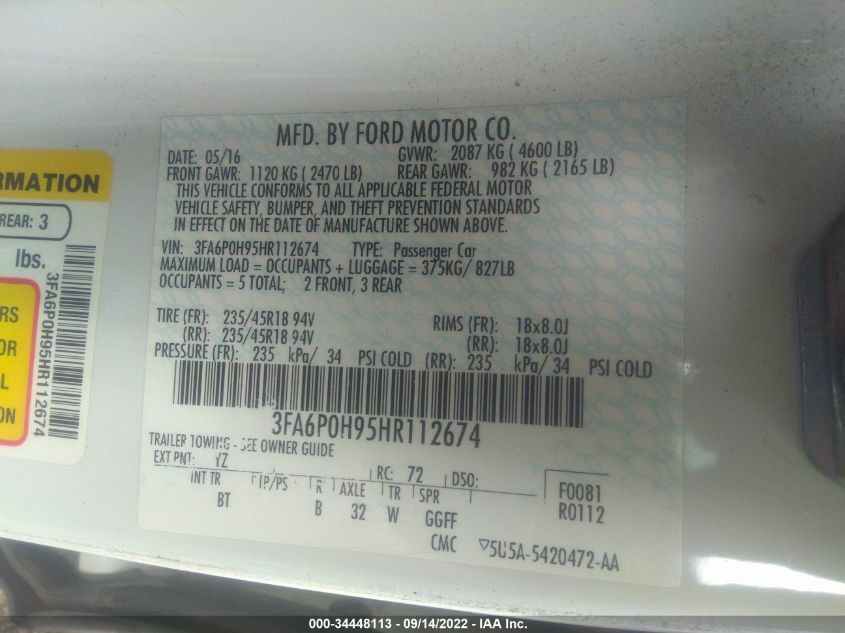 MFD. BY FORD MOTOR CO.
DATE: 05/16 GVWR: 2087 KG ( 4600 LB)
FRONT GAWR: 1120 KG ( 2470 LB) REAR GAWR: 982 KG ( 2165 LB)
THIS VEHICLE CONFORMS TO ALL APPLICABLE FEDERAL MOTOR
VEHICLE SAFETY, BUMPER, AND THEFT PREVENTION STANDARDS
IN EFFECT ON THE DATE OF MANUFACTURE SHOWN ABOVE.
VIN: 3FA6P0H95HR112674 TYPE: Passenger Car
MAXIMUM LOAD = OCCUPANTS + LUGGAGE = 375KG/ 827LB
OCCUPANTS = 5 TOTAL; 2 FRONT, 3 REAR
TIRE (FR): 235/45R18 94V RIMS (FR): 18x8.0J
(RR): 235/45R18 94V (RR): 18x8.0J
PRESSURE (FR): 235 kPa/ 34 PSI COLD (RR): 235 kPa/ 34 PSI COLD
3FA6P0H95HR112674
TRAILER TOWING - SEE OWNER GUIDE
EXT PNT: YZ RC: 72 DSO:
INT TR TP/PS R AXLE TR SPR
BT B 32 W GGFF
F0081
R0112
CMC ▽5U5A-5420472-AA
RMATION
REAR: 3
lbs.
RS
OR
L
ON
3FA6P0H95HR112674
000-34448113 - 09/14/2022 - IAA Inc.